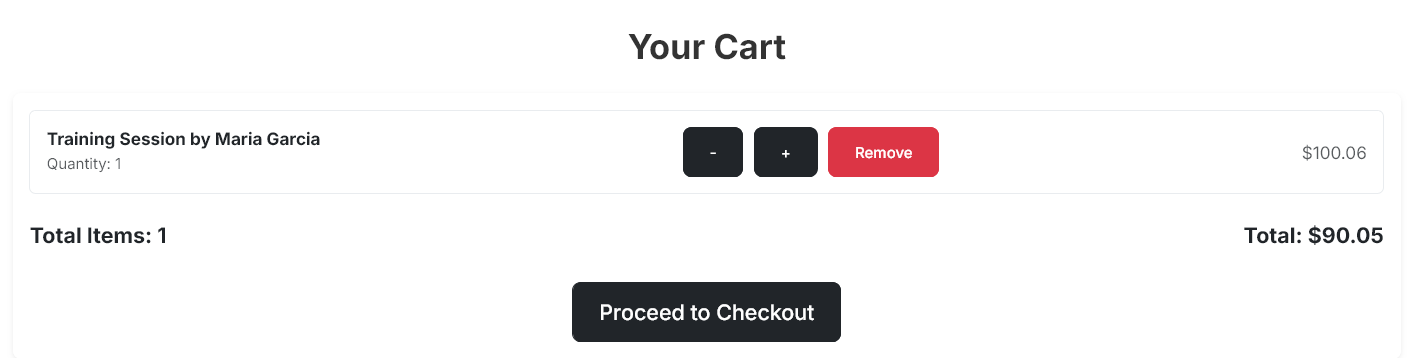 Your Cart
Training Session by Maria Garcia
Quantity: 1
-
+
Remove
$100.06
Total Items: 1
Total: $90.05
Proceed to Checkout